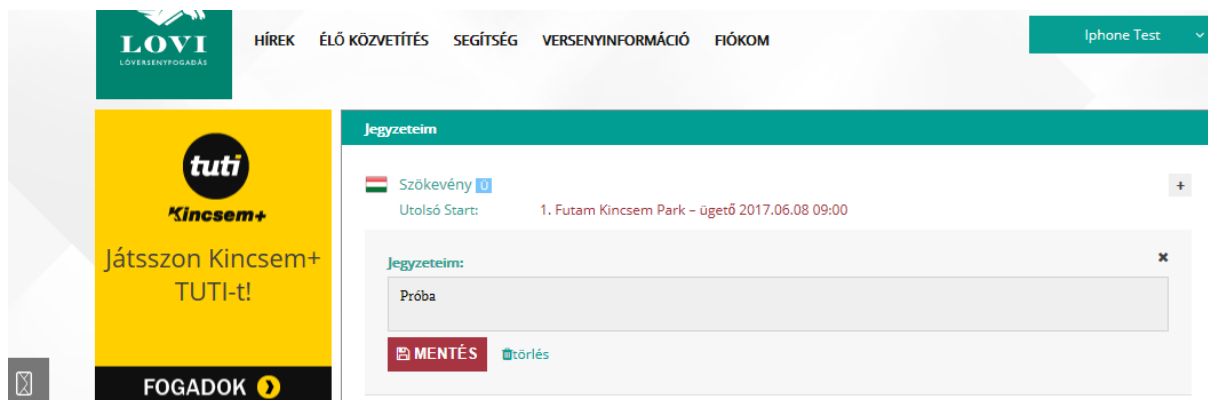 LOVI
LÓVERSENYFOGADÁS
HÍREK ÉLŐ KÖZVETÍTÉS SEGÍTSÉG VERSENYINFORMÁCIÓ FIÓKOM
Iphone Test
tuti
Kincsem+
Játsszon Kincsem+
TUTI-t!
FOGADOK
Jegyzeteim
Szökevény Ü
Utolsó Start: 1. Futam Kincsem Park – ügető 2017.06.08 09:00
Jegyzeteim:
Próba
MENTÉS törlés